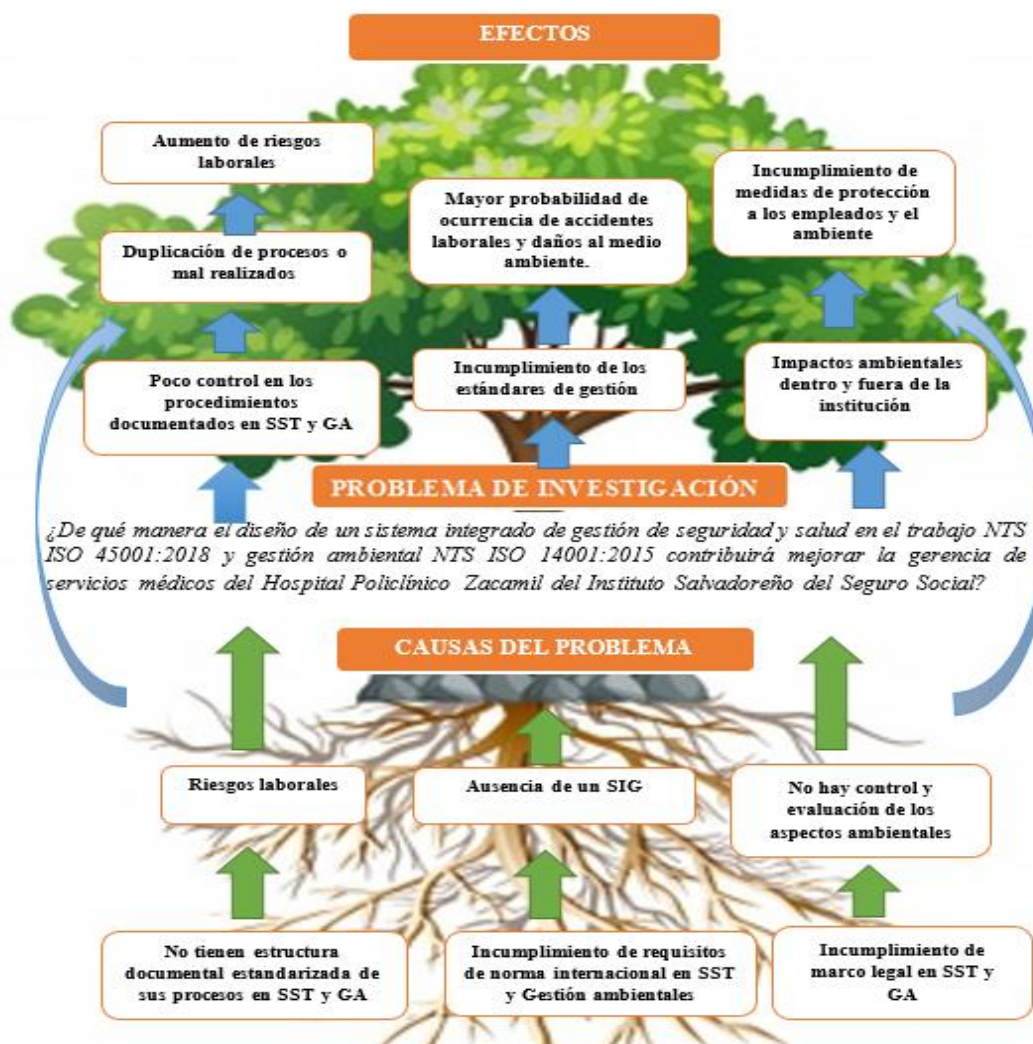 EFECTOS
Aumento de riesgos
laborales
Mayor probabilidad de
ocurrencia de accidentes
laborales y daños al medio
ambiente.
Incumplimiento de
medidas de protección
a los empleados y el
ambiente
Duplicación de procesos o
mal realizados
Poco control en los
procedimientos
documentados en SST y GA
Incumplimiento de los
estándares de gestión
Impactos ambientales
dentro y fuera de la
institución
PROBLEMA DE INVESTIGACIÓN
¿De qué manera el diseño de un sistema integrado de gestión de seguridad y salud en el trabajo NTS
ISO 45001:2018 y gestión ambiental NTS ISO 14001:2015 contribuirá mejorar la gerencia de
servicios médicos del Hospital Policlínico Zacamil del Instituto Salvadoreño del Seguro Social?
CAUSAS DEL PROBLEMA
Riesgos laborales
Ausencia de un SIG
No hay control y
evaluación de los
aspectos ambientales
No tienen estructura
documental estandarizada de
sus procesos en SST y GA
Incumplimiento de requisitos
de norma internacional en SST
y Gestión ambientales
Incumplimiento de
marco legal en SST y
GA